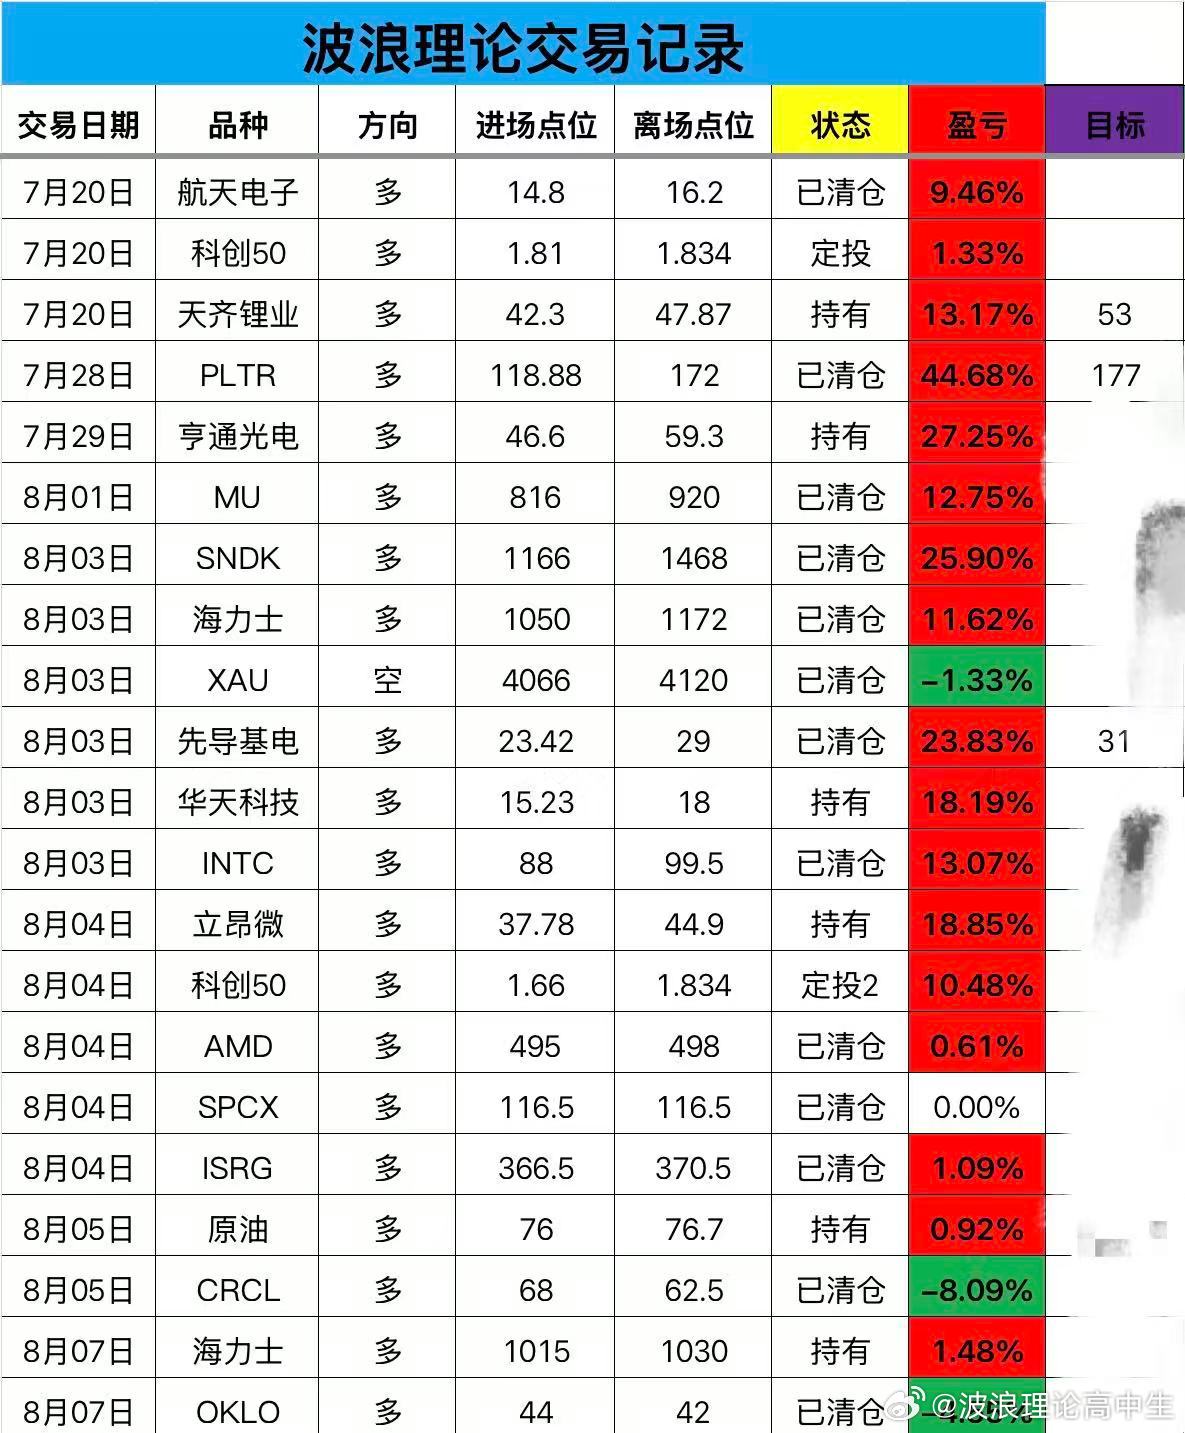 波浪理论交易记录
交易日期 品种 方向 进场点位 离场点位 状态 盈亏 目标
7月20日 航天电子 多 14.8 16.2 已清仓 9.46%
7月20日 科创50 多 1.81 1.834 定投 1.33%
7月20日 天齐锂业 多 42.3 47.87 持有 13.17% 53
7月28日 PLTR 多 118.88 172 已清仓 44.68% 177
7月29日 亨通光电 多 46.6 59.3 持有 27.25%
8月01日 MU 多 816 920 已清仓 12.75%
8月03日 SNDK 多 1166 1468 已清仓 25.90%
8月03日 海力士 多 1050 1172 已清仓 11.62%
8月03日 XAU 空 4066 4120 已清仓 -1.33%
8月03日 先导基电 多 23.42 29 已清仓 23.83% 31
8月03日 华天科技 多 15.23 18 持有 18.19%
8月03日 INTC 多 88 99.5 已清仓 13.07%
8月04日 立昂微 多 37.78 44.9 持有 18.85%
8月04日 科创50 多 1.66 1.834 定投2 10.48%
8月04日 AMD 多 495 498 已清仓 0.61%
8月04日 SPCX 多 116.5 116.5 已清仓 0.00%
8月04日 ISRG 多 366.5 370.5 已清仓 1.09%
8月05日 原油 多 76 76.7 持有 0.92%
8月05日 CRCL 多 68 62.5 已清仓 -8.09%
8月07日 海力士 多 1015 1030 持有 1.48%
8月07日 OKLO 多 44 42 已清仓
@波浪理论高中生